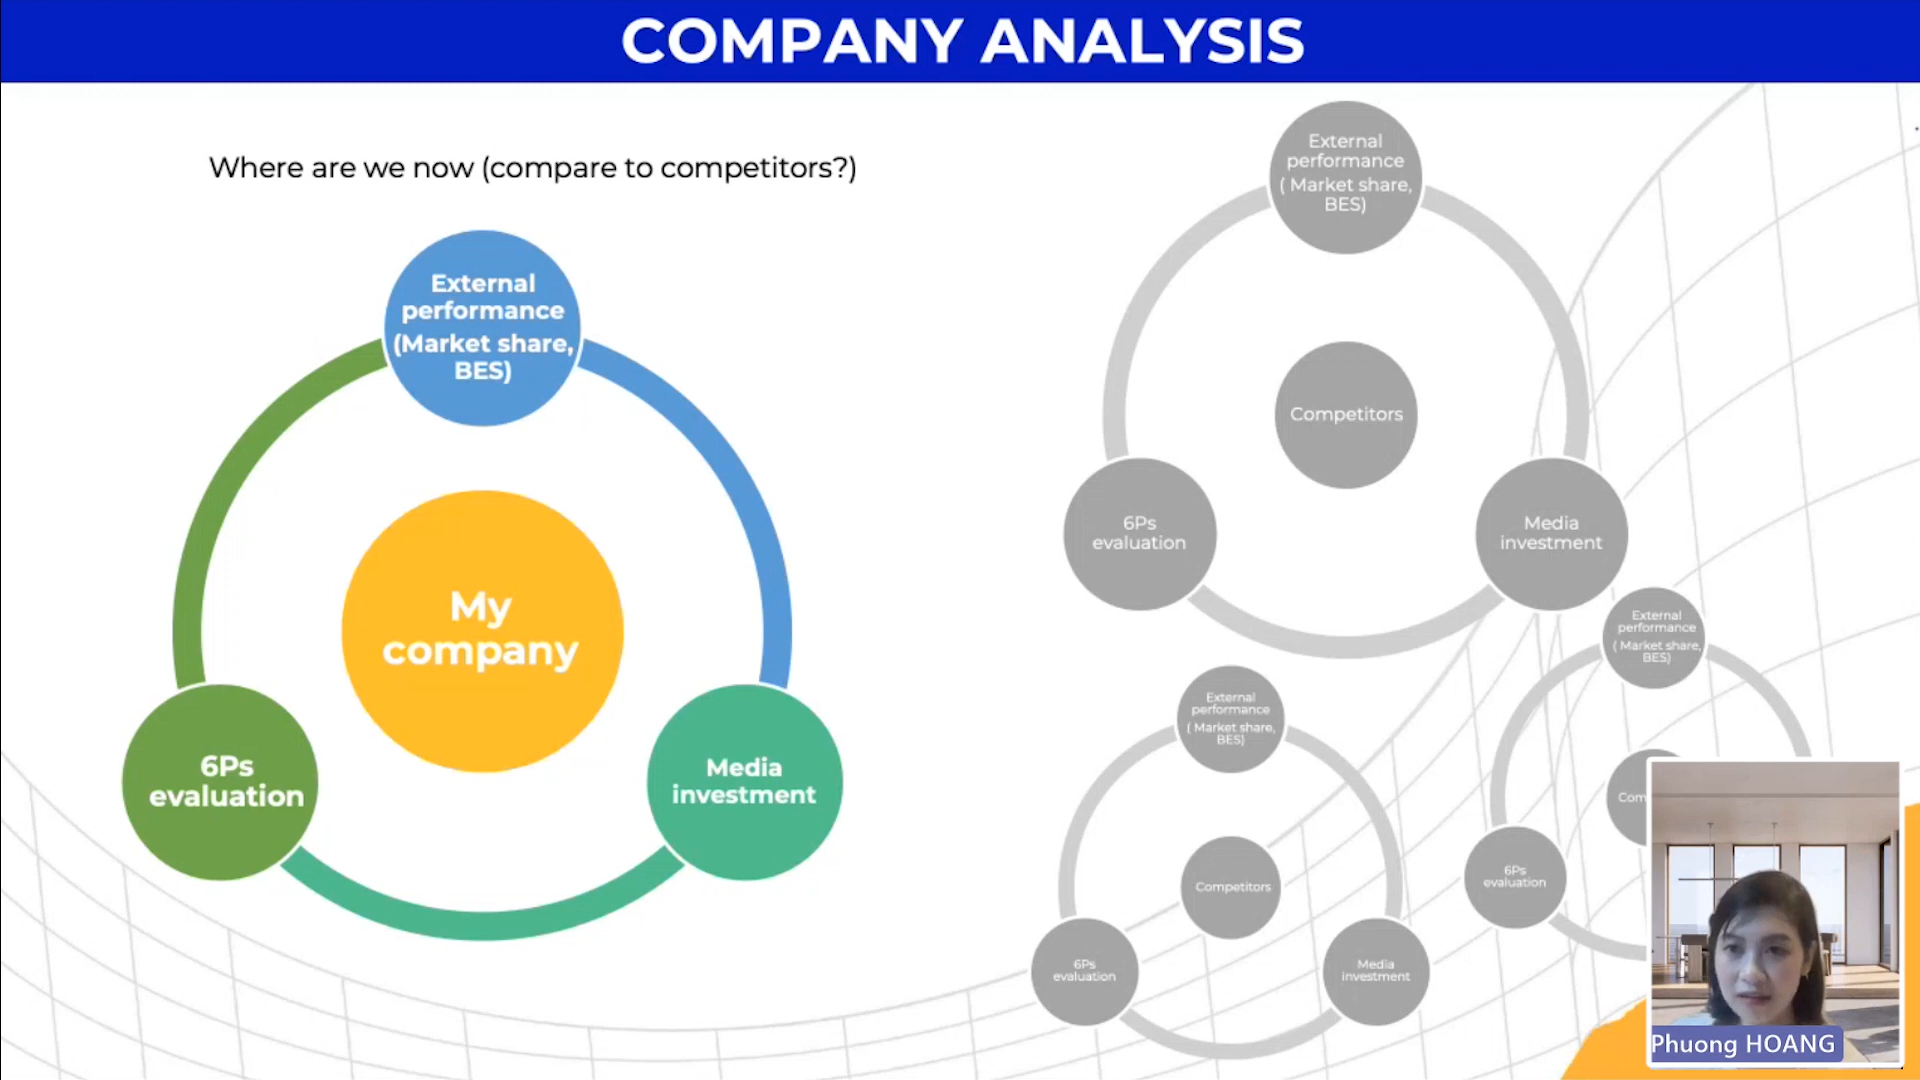 COMPANY ANALYSIS
Where are we now (compare to competitors?)
External
performance
(Market share,
BES)
My
company
6Ps
evaluation
Media
investment
External
performance
( Market share,
BES)
Competitors
6Ps
evaluation
Media
investment
External
performance
( Market share,
BES)
Competitors
6Ps
evaluation
Media
investment
External
performance
( Market share,
BES)
Com
6Ps
evaluation
Phuong HOANG